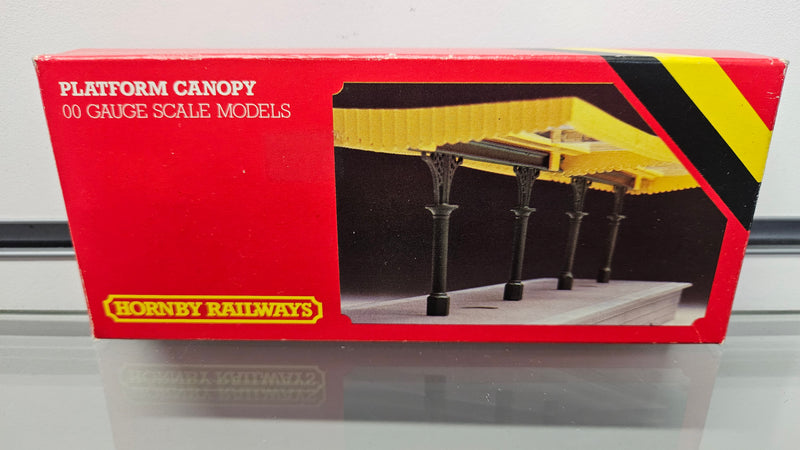 PLATFORM CANOPY
00 GAUGE SCALE MODELS
HORNBY RAILWAYS